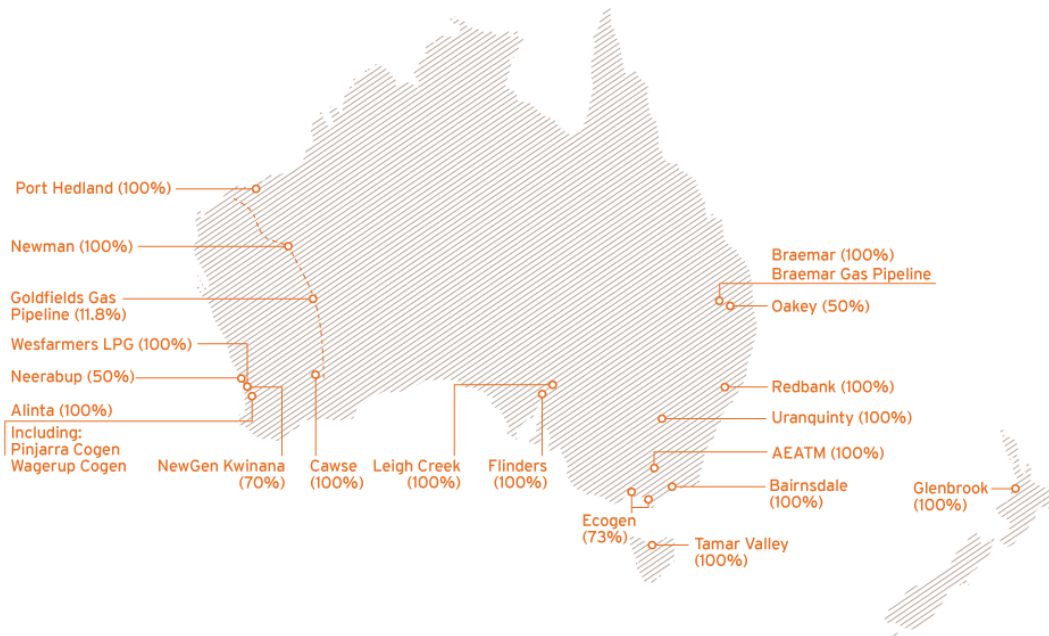 Port Hedland (100%)
Newman (100%)
Goldfields Gas
Pipeline (11.8%)
Wesfarmers LPG (100%)
Neerabup (50%)
Alinta (100%)
Including:
Pinjarra Cogen
Wagerup Cogen
NewGen Kwinana
(70%)
Cawse
(100%)
Leigh Creek
(100%)
Flinders
(100%)
Braemar (100%)
Braemar Gas Pipeline
Oakey (50%)
Redbank (100%)
Uranquinty (100%)
AEATM (100%)
Bairnsdale
(100%)
Ecogen
(73%)
Tamar Valley
(100%)
Glenbrook
(100%)